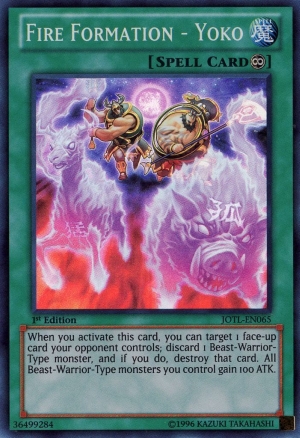 FIRE FORMATION - YOKO
魔
[SPELL CARD]
猛
孤
1st Edition
JOTL-EN065
When you activate this card, you can target 1 face-up
card your opponent controls; discard 1 Beast-Warrior-
Type monster, and if you do, destroy that card. All
Beast-Warrior-Type monsters you control gain 100 ATK.
36499284
©1996 KAZUKI TAKAHASHI